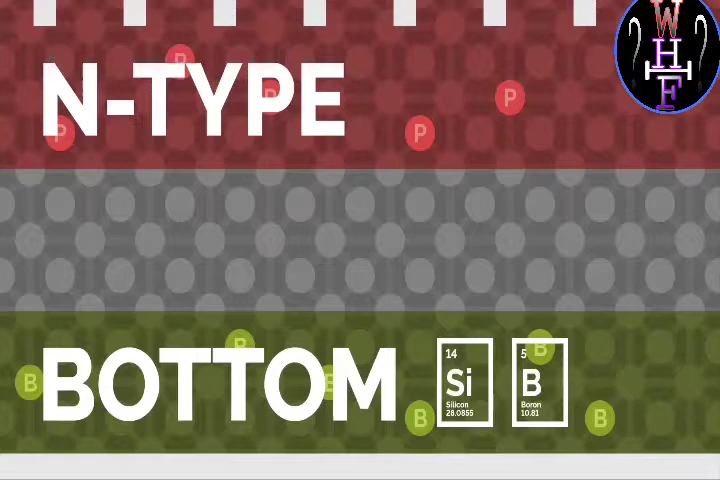 W
H
F
P
N-TYPE
P
P
P
P
B
B
BOTTOM
B
B
B
B
14
Si
Silicon
28.0855
5
B
Boron
10.81